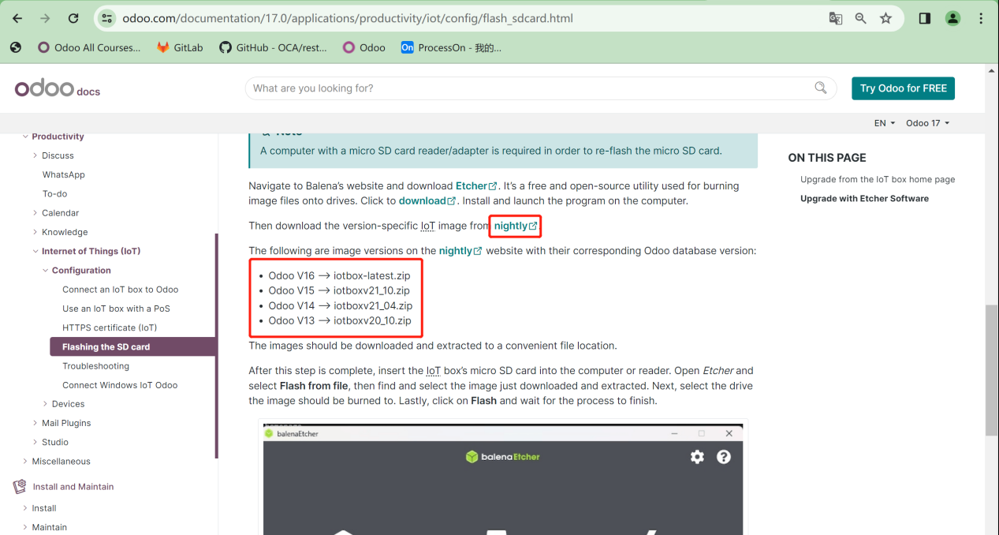 odoo.com/documentation/17.0/applications/productivity/iot/config/flash_sdcard.html
Odoo All Courses...
GitLab
GitHub - OCA/rest...
Odoo
On
ProcessOn - 我的...
odoo docs
What are you looking for?
Try Odoo for FREE
EN
Odoo 17
Productivity
Discuss
WhatsApp
To-do
Calendar
Knowledge
Internet of Things (IoT)
Configuration
Connect an IoT box to Odoo
Use an IoT box with a PoS
HTTPS certificate (IoT)
Flashing the SD card
Troubleshooting
Connect Windows IoT Odoo
Devices
Mail Plugins
Studio
Miscellaneous
Install and Maintain
Install
Maintain
Note
A computer with a micro SD card reader/adapter is required in order to re-flash the micro SD card.
Navigate to Balena's website and download Etcher. It's a free and open-source utility used for burning
image files onto drives. Click to download. Install and launch the program on the computer.
Then download the version-specific IoT image from nightly
The following are image versions on the nightly website with their corresponding Odoo database version:
• Odoo V16 → iotbox-latest.zip
• Odoo V15 → iotboxv21_10.zip
• Odoo V14 → iotboxv21_04.zip
• Odoo V13 → iotboxv20_10.zip
The images should be downloaded and extracted to a convenient file location.
After this step is complete, insert the IoT box's micro SD card into the computer or reader. Open Etcher and
select Flash from file, then find and select the image just downloaded and extracted. Next, select the drive
the image should be burned to. Lastly, click on Flash and wait for the process to finish.
balenaEtcher
balenaEtcher
ON THIS PAGE
Upgrade from the IoT box home page
Upgrade with Etcher Software